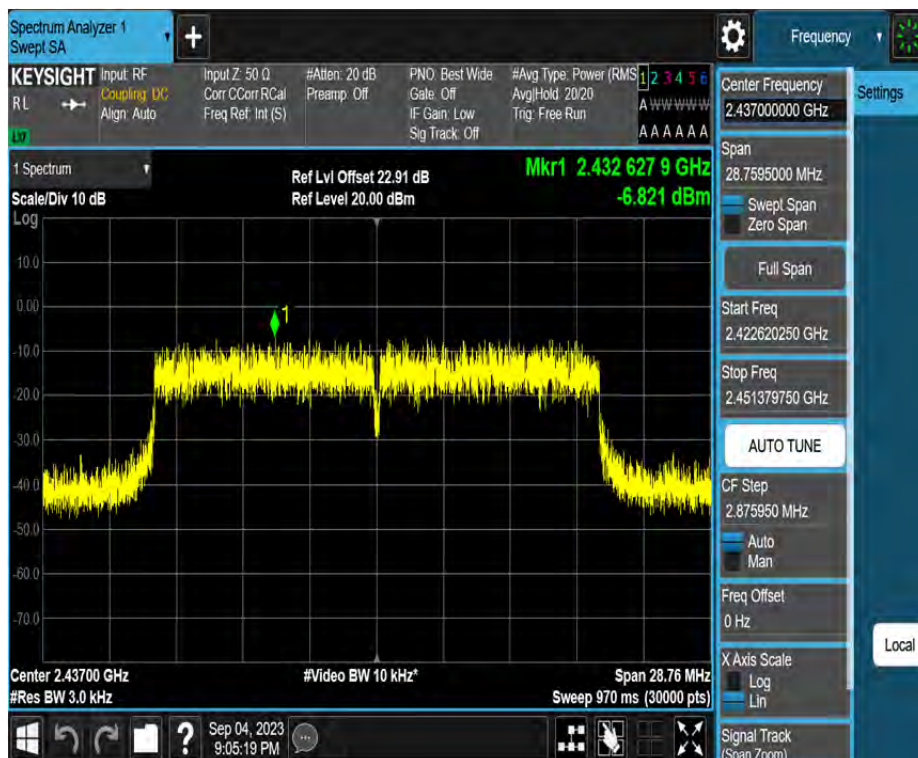 Spectrum Analyzer 1
Swept SA
Frequency
KEYSIGHT
RL
LXI
Input: RF
Coupling: DC
Align: Auto
Input Z: 50 Ω
Corr CCorr RCal
Freq Ref: Int (S)
#Atten: 20 dB
Preamp: Off
PNO: Best Wide
Gate: Off
IF Gain: Low
Sig Track: Off
#Avg Type: Power (RMS
Avg|Hold: 20/20
Trig: Free Run
1 2 3 4 5 6
A W W W W W
A A A A A A
Center Frequency
2.437000000 GHz
Settings
Span
28.7595000 MHz
Swept Span
Zero Span
Full Span
Start Freq
2.422620250 GHz
Stop Freq
2.451379750 GHz
AUTO TUNE
CF Step
2.875950 MHz
Auto
Man
Freq Offset
0 Hz
X Axis Scale
Log
Lin
Signal Track
(Span Zoom)
Local
1 Spectrum
Scale/Div 10 dB
Ref Lvl Offset 22.91 dB
Ref Level 20.00 dBm
Mkr1 2.432 627 9 GHz
-6.821 dBm
Log
10.0
0.00
-10.0
-20.0
-30.0
-40.0
-50.0
-60.0
-70.0
1
Center 2.43700 GHz
#Res BW 3.0 kHz
#Video BW 10 kHz*
Span 28.76 MHz
Sweep 970 ms (30000 pts)
?
Sep 04, 2023
9:05:19 PM